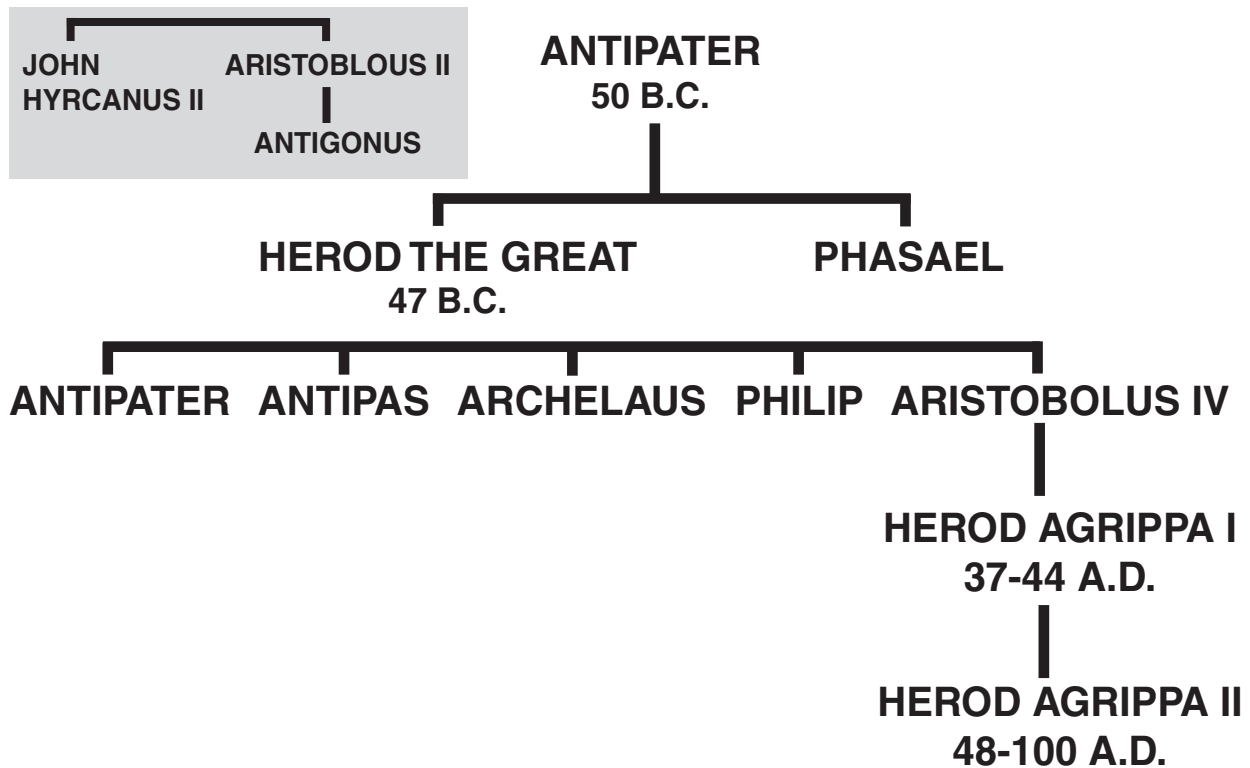 JOHN
HYRCANUS II
ARISTOBLOUS II
ANTIGONUS
ANTIPATER
50 B.C.
HEROD THE GREAT
47 B.C.
PHASAEL
ANTIPATER
ANTIPAS
ARCHELAUS
PHILIP
ARISTOBOLUS IV
HEROD AGRIPPA I
37-44 A.D.
HEROD AGRIPPA II
48-100 A.D.